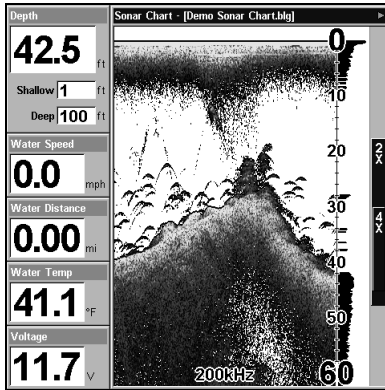 Depth
42.5 ft
Shallow 1 ft
Deep 100 ft
Water Speed
0.0 mph
Water Distance
0.00 mi
Water Temp
41.1 °F
Voltage
11.7 V
Sonar Chart - [Demo Sonar Chart.blg]
0
10
20
30
40
50
60
200kHz
2X
4X